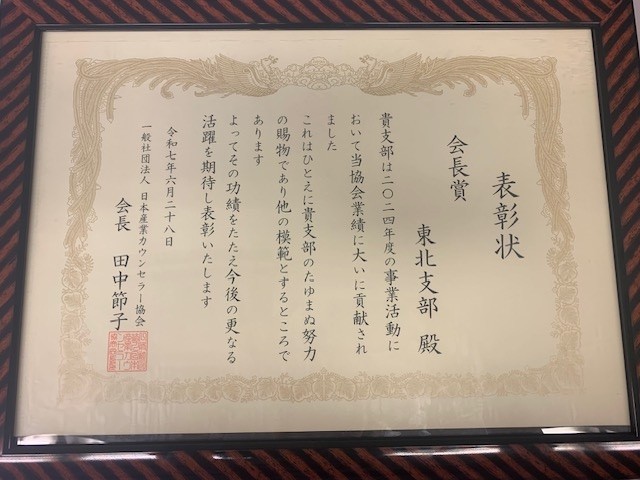 表彰状
会長賞
東北支部 殿
貴支部は二〇二四年度の事業活動に
おいて当協会業績に大いに貢献され
ました
これはひとえに貴支部のたゆまぬ努力
の賜物であり他の模範とするところで
あります
よってその功績をたたえ今後の更なる
活躍を期待し表彰いたします
令和七年六月二十八日
一般社団法人 日本産業カウンセラー協会
会長 田中節子